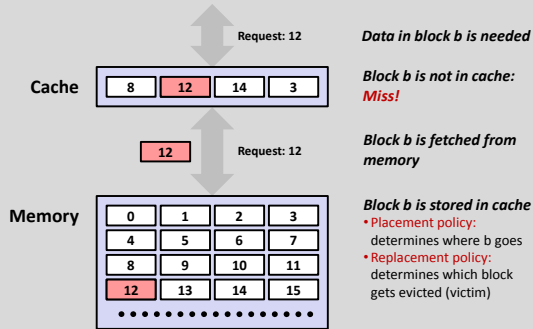 Request: 12
Data in block b is needed
Cache
8 12 14 3
Block b is not in cache:
Miss!
12
Request: 12
Block b is fetched from
memory
Memory
0 1 2 3
4 5 6 7
8 9 10 11
12 13 14 15
Block b is stored in cache
• Placement policy:
determines where b goes
• Replacement policy:
determines which block
gets evicted (victim)